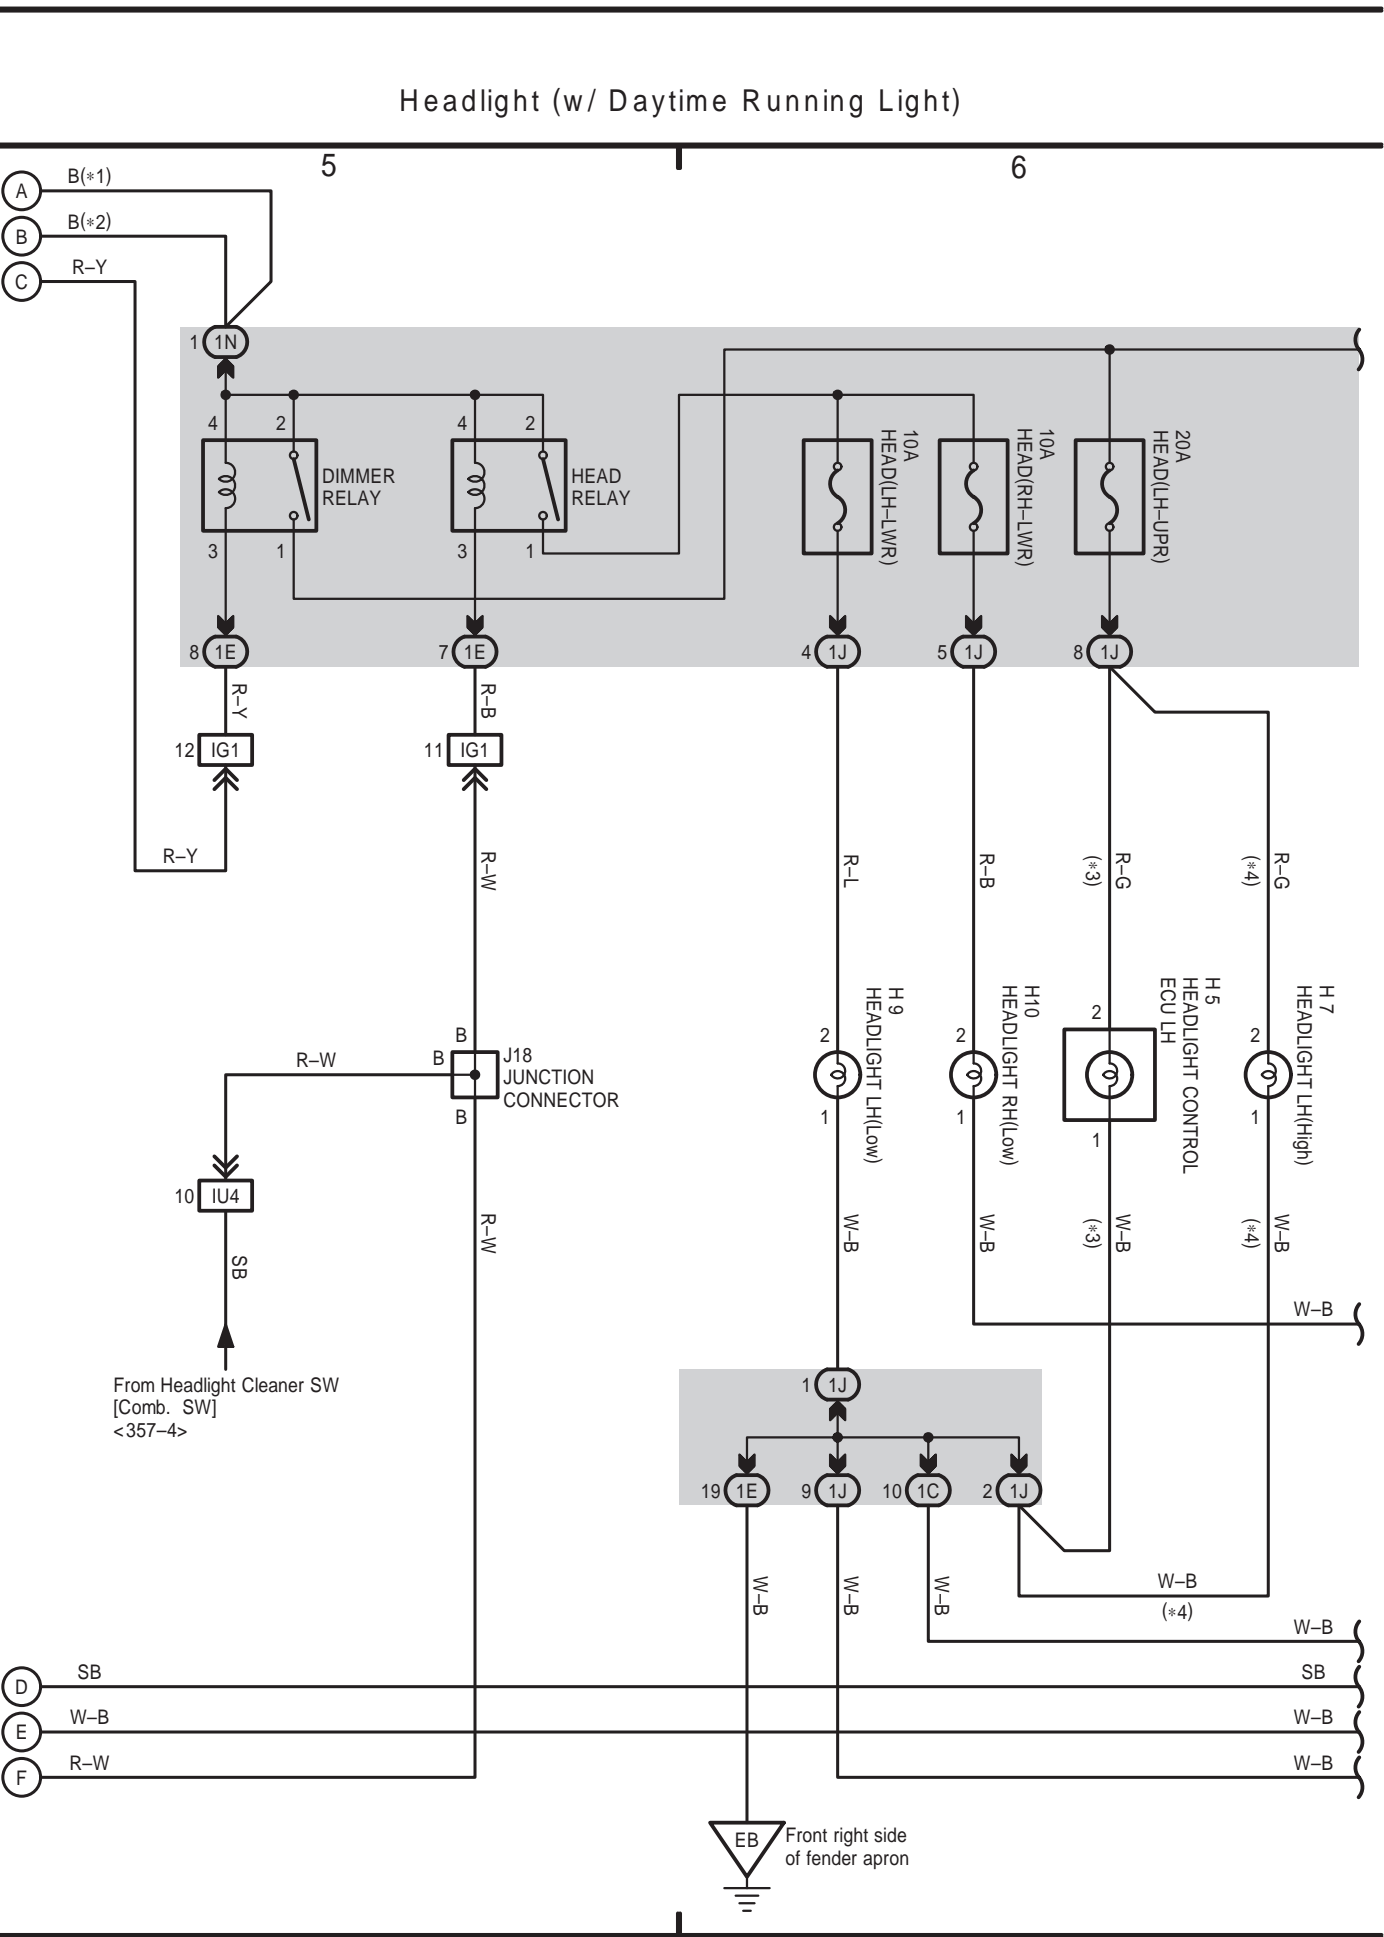 Headlight (w/ Daytime Running Light)
5
6
A
B(*1)
B
B(*2)
C
R–Y
1
1N
4
2
4
2
DIMMER
RELAY
HEAD
RELAY
3
1
3
1
10A
HEAD(LH–LWR)
10A
HEAD(RH–LWR)
20A
HEAD(LH–UPR)
8
1E
7
1E
4
1J
5
1J
8
1J
R–Y
R–B
12
IG1
11
IG1
R–Y
R–W
R–L
R–B
(*3)
R–G
(*4)
R–G
H 9
HEADLIGHT LH(Low)
H10
HEADLIGHT RH(Low)
H 5
HEADLIGHT CONTROL
ECU LH
H 7
HEADLIGHT LH(High)
B
B
B
R–W
J18
JUNCTION
CONNECTOR
2
1
2
1
2
1
2
1
10
IU4
SB
R–W
W–B
W–B
(*3)
W–B
(*4)
W–B
W–B
From Headlight Cleaner SW
[Comb. SW]
<357–4>
1
1J
19
1E
9
1J
10
1C
2
1J
W–B
W–B
W–B
W–B
(*4)
W–B
D
SB
SB
E
W–B
W–B
F
R–W
W–B
EB
Front right side
of fender apron